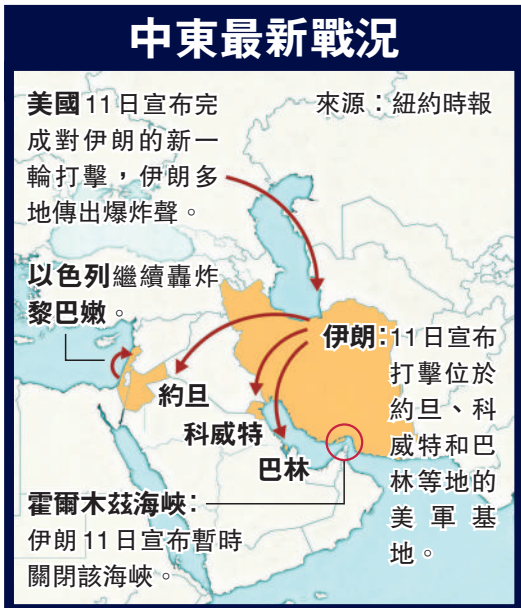 中東最新戰況
美國11日宣布完
成對伊朗的新一
輪打擊，伊朗多
地傳出爆炸聲。
來源：紐約時報
以色列繼續轟炸
黎巴嫩。
約旦
科威特
巴林
伊朗：11日宣布
打擊位於
約旦、科
威特和巴
林等地的
美軍基
地。
霍爾木茲海峽：
伊朗11日宣布暫時
關閉該海峽。